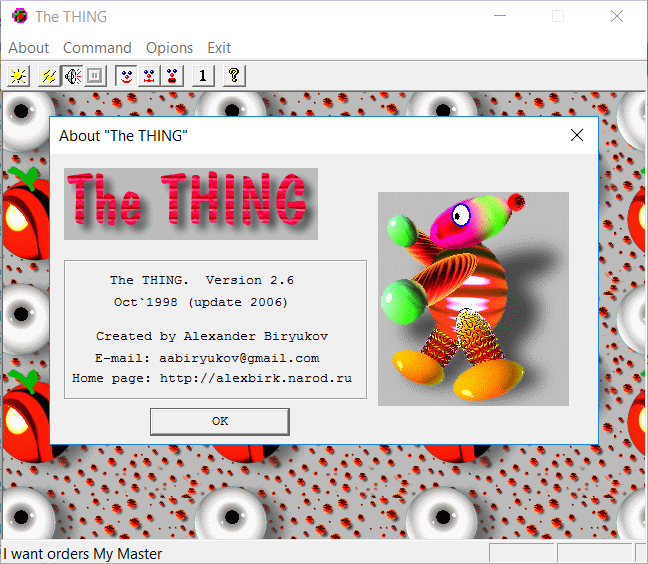 The THING
About Command Opions Exit
1 ?
About "The THING"
The THING
The THING. Version 2.6
Oct`1998 (update 2006)
Created by Alexander Biryukov
E-mail: aabiryukov@gmail.com
Home page: http://alexbirk.narod.ru
OK
I want orders My Master